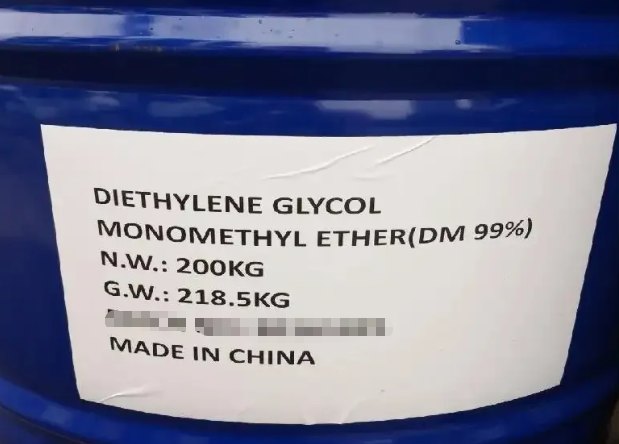 DIETHYLENE GLYCOL
MONOMETHYL ETHER(DM 99%)
N.W.: 200KG
G.W.: 218.5KG
MADE IN CHINA